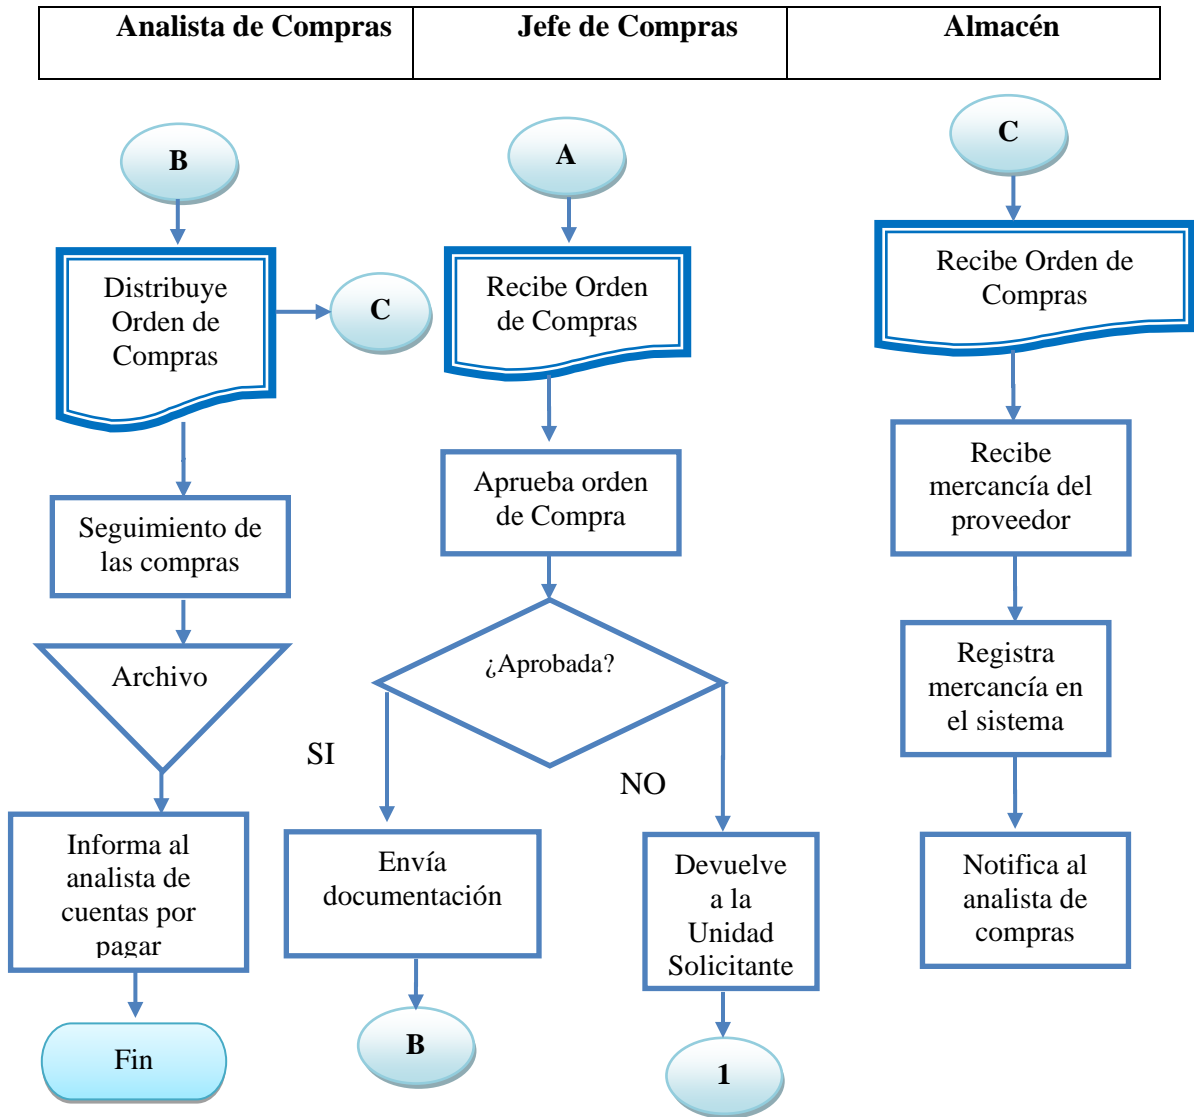 Analista de Compras
Jefe de Compras
Almacén
B
Distribuye
Orden de
Compras
C
Seguimiento de
las compras
Archivo
Informa al
analista de
cuentas por
pagar
Fin
A
Recibe Orden
de Compras
Aprueba orden
de Compra
¿Aprobada?
SI
NO
Envía
documentación
B
Devuelve
a la
Unidad
Solicitante
1
C
Recibe Orden de
Compras
Recibe
mercancía del
proveedor
Registra
mercancía en
el sistema
Notifica al
analista de
compras